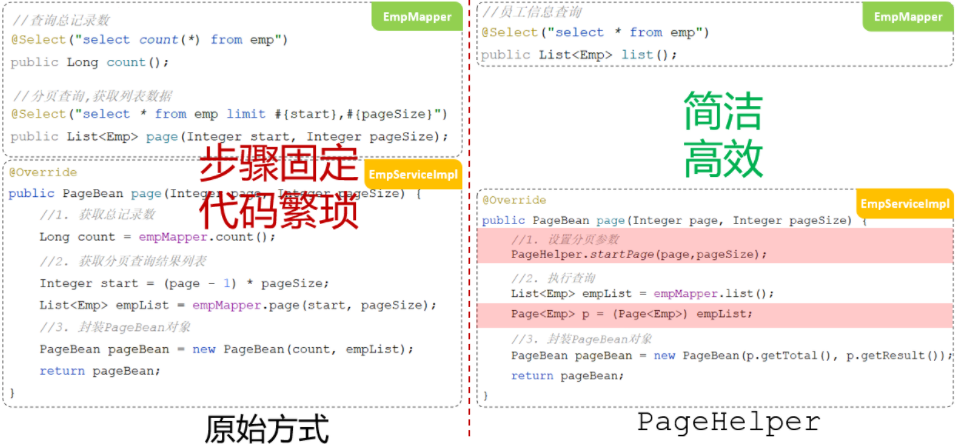 //查询总记录数
EmpMapper
@Select("select count(*) from emp")
public Long count();
//分页查询,获取列表数据
@Select("select * from emp limit #{start},#{pageSize}")
public List<Emp> page(Integer start, Integer pageSize);
步骤固定
代码繁琐
@Override
EmpServiceImpl
public PageBean page(Integer page, Integer pageSize) {
//1. 获取总记录数
Long count = empMapper.count();
//2. 获取分页查询结果列表
Integer start = (page - 1) * pageSize;
List<Emp> empList = empMapper.page(start, pageSize);
//3. 封装PageBean对象
PageBean pageBean = new PageBean(count, empList);
return pageBean;
}
原始方式
//员工信息查询
EmpMapper
@Select("select * from emp")
public List<Emp> list();
简洁
高效
@Override
EmpServiceImpl
public PageBean page(Integer page, Integer pageSize) {
//1. 设置分页参数
PageHelper.startPage(page,pageSize);
//2. 执行查询
List<Emp> empList = empMapper.list();
Page<Emp> p = (Page<Emp>) empList;
//3. 封装PageBean对象
PageBean pageBean = new PageBean(p.getTotal(), p.getResult());
return pageBean;
}
PageHelper